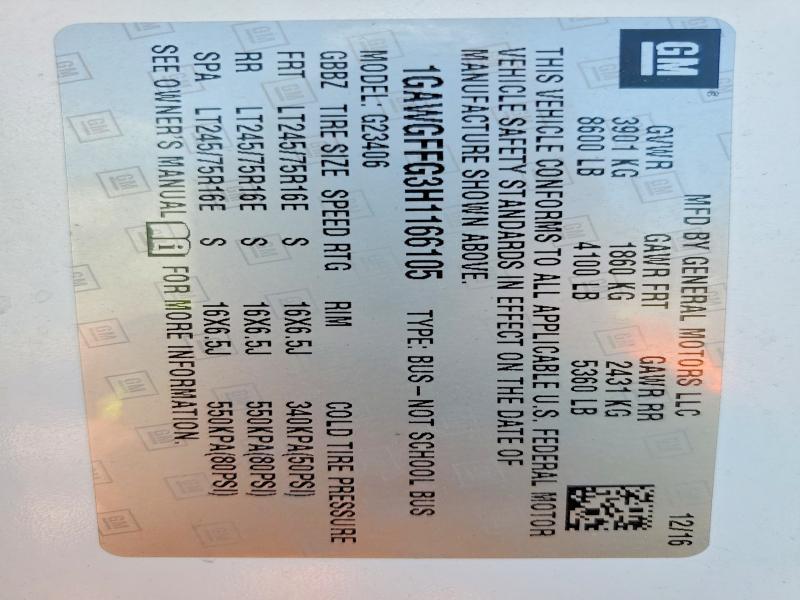 GM
MFD BY GENERAL MOTORS LLC 12/16
GVWR GAWR FRT GAWR RR
3901 KG 1860 KG 2431 KG
8600 LB 4100 LB 5360 LB
THIS VEHICLE CONFORMS TO ALL APPLICABLE U.S. FEDERAL MOTOR
VEHICLE SAFETY STANDARDS IN EFFECT ON THE DATE OF
MANUFACTURE SHOWN ABOVE.
1GAWGFFG3H1166105 TYPE: BUS-NOT SCHOOL BUS
MODEL: G23406
GBBZ TIRE SIZE SPEED RTG RIM COLD TIRE PRESSURE
FRT LT245/75R16E S 16X6.5J 340KPA(50PSI)
RR LT245/75R16E S 16X6.5J 550KPA(80PSI)
SPA LT245/75R16E S 16X6.5J 550KPA(80PSI)
SEE OWNER'S MANUAL i FOR MORE INFORMATION.